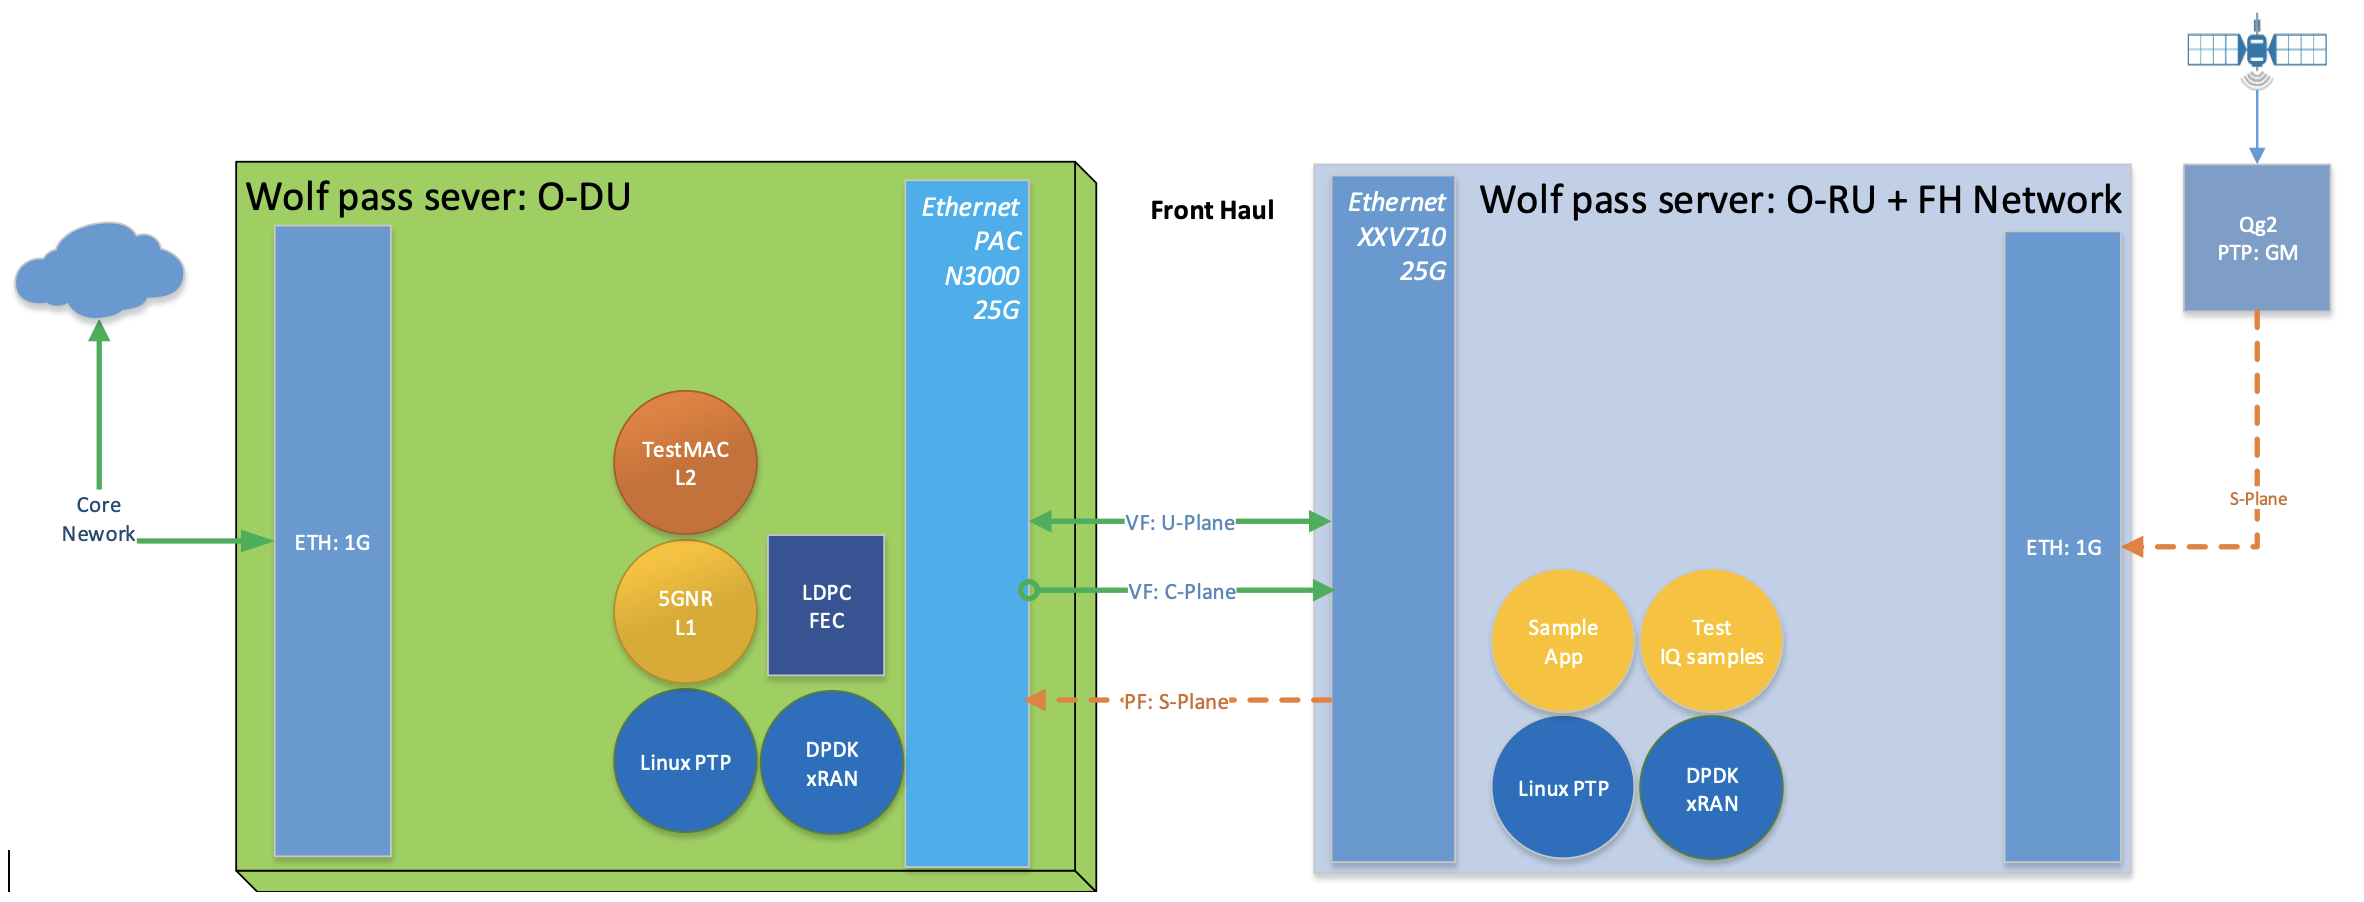 Wolf pass sever: O-DU
Ethernet
PAC
N3000
25G
Core
Nework
ETH: 1G
TestMAC
L2
5GNR
L1
LDPC
FEC
Linux PTP
DPDK
xRAN
Front Haul
VF: U-Plane
VF: C-Plane
PF: S-Plane
Wolf pass server: O-RU + FH Network
Ethernet
XXV710
25G
Sample
App
Test
IQ samples
Linux PTP
DPDK
xRAN
ETH: 1G
Qg2
PTP: GM
S-Plane